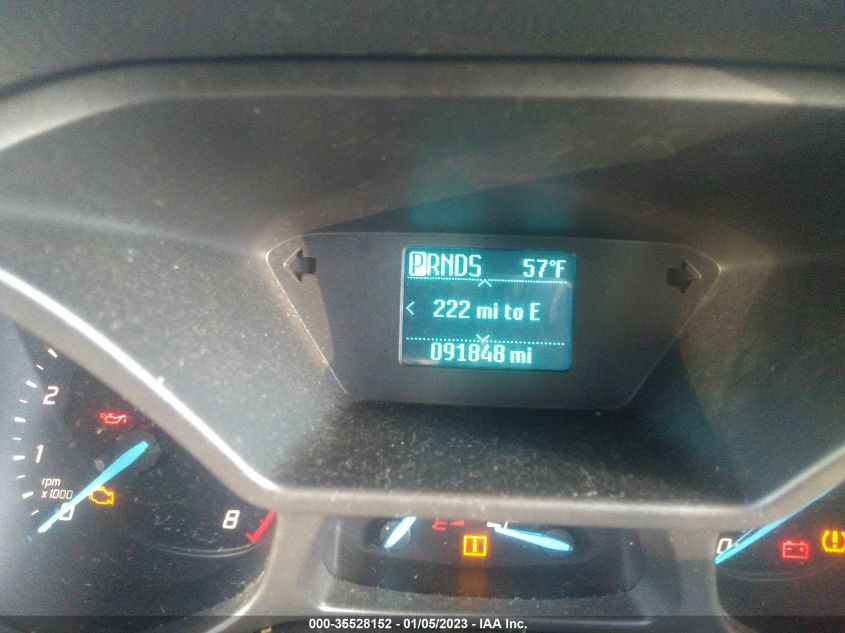 PRNDS 57°F
< 222 mi to E
091848 mi
2
1
rpm
x1000
0
8
E
0
000-35528152 - 01/05/2023 - IAA Inc.